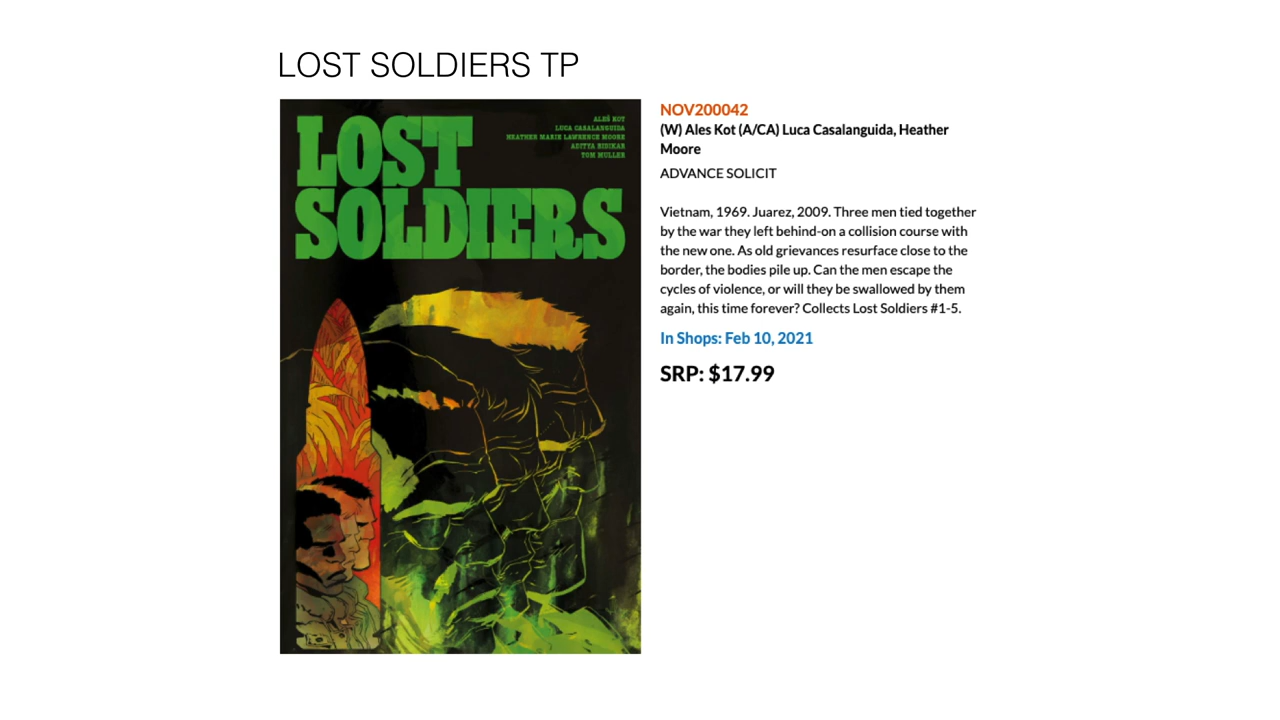 LOST SOLDIERS TP
LOST
SOLDIERS
ALEŠ KOT
LUCA CASALANGUIDA
HEATHER MARIE LAWRENCE MOORE
ADITYA BIDIKAR
TOM MULLER
NOV200042
(W) Ales Kot (A/CA) Luca Casalanguida, Heather
Moore
ADVANCE SOLICIT
Vietnam, 1969. Juarez, 2009. Three men tied together
by the war they left behind-on a collision course with
the new one. As old grievances resurface close to the
border, the bodies pile up. Can the men escape the
cycles of violence, or will they be swallowed by them
again, this time forever? Collects Lost Soldiers #1-5.
In Shops: Feb 10, 2021
SRP: $17.99